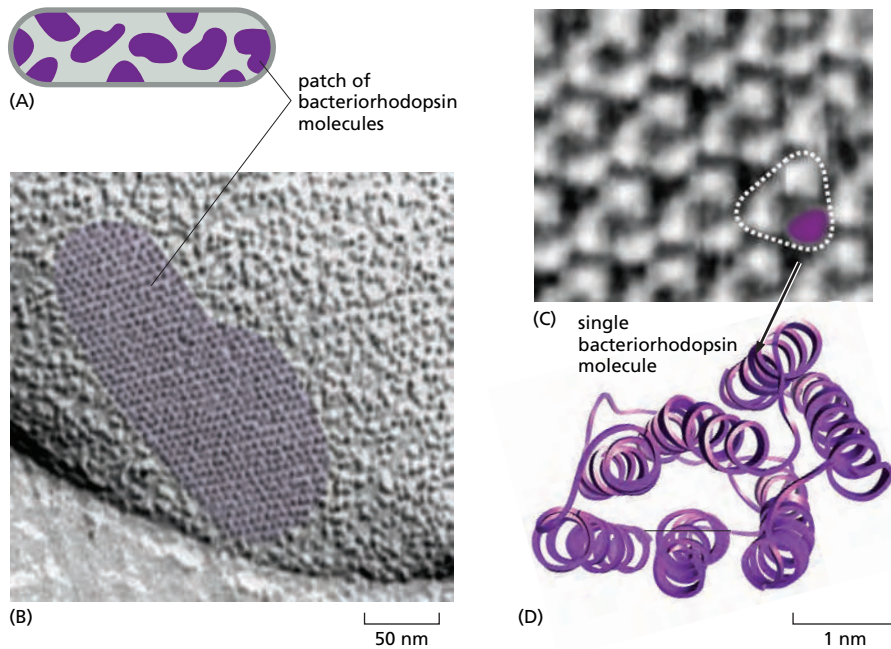 (A)
patch of
bacteriorhodopsin
molecules
(B)
50 nm
(C)
single
bacteriorhodopsin
molecule
(D)
1 nm